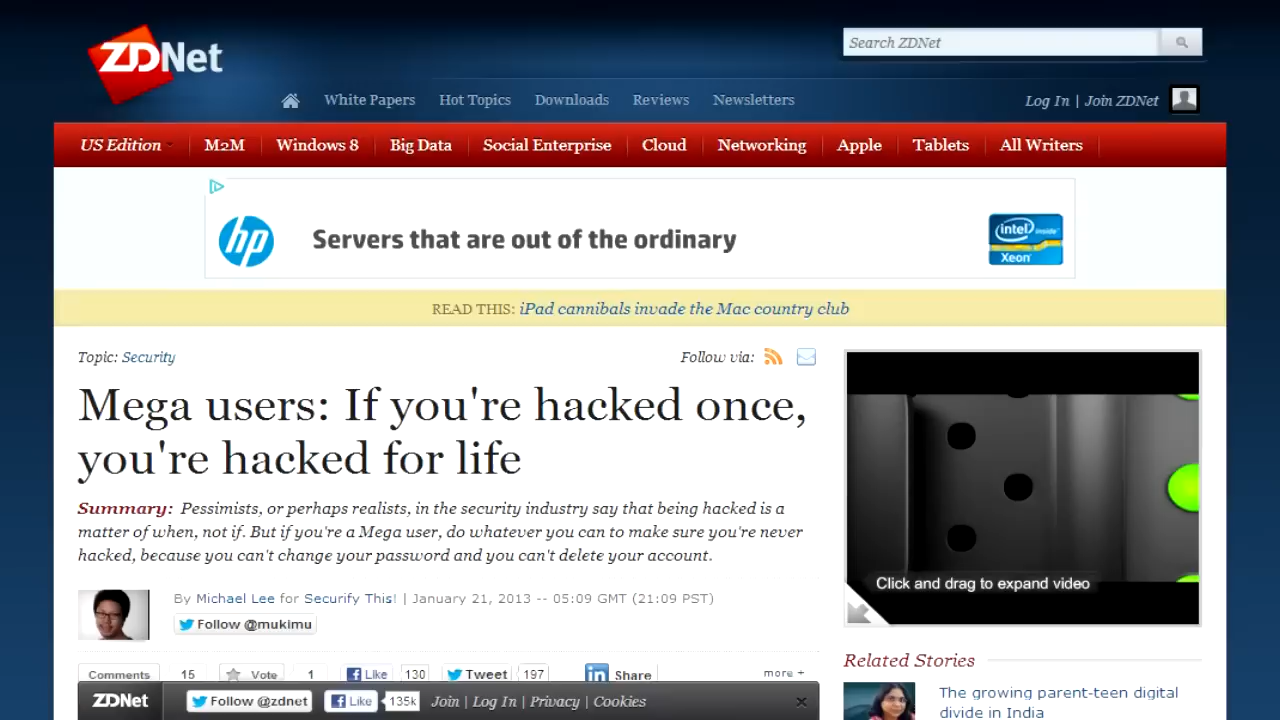 ZDNet
Search ZDNet
White Papers Hot Topics Downloads Reviews Newsletters
Log In | Join ZDNet
US Edition M2M Windows 8 Big Data Social Enterprise Cloud Networking Apple Tablets All Writers
hp Servers that are out of the ordinary intel inside Xeon
READ THIS: iPad cannibals invade the Mac country club
Topic: Security Follow via:
Mega users: If you're hacked once,
you're hacked for life
Summary: Pessimists, or perhaps realists, in the security industry say that being hacked is a
matter of when, not if. But if you're a Mega user, do whatever you can to make sure you're never
hacked, because you can't change your password and you can't delete your account.
By Michael Lee for Securify This! | January 21, 2013 -- 05:09 GMT (21:09 PST)
Follow @mukimu
Comments 15 Vote 1 Like 130 Tweet 197 in Share more +
ZDNet Follow @zdnet Like 135k Join | Log In | Privacy | Cookies
Click and drag to expand video
Related Stories
The growing parent-teen digital
divide in India